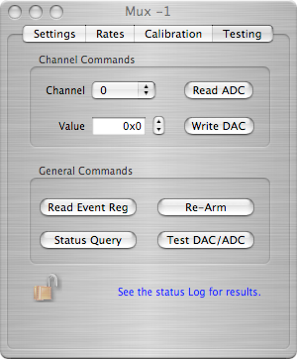 Mux -1
Settings Rates Calibration Testing
Channel Commands
Channel 0 Read ADC
Value 0x0 Write DAC
General Commands
Read Event Reg Re-Arm
Status Query Test DAC/ADC
See the status Log for results.